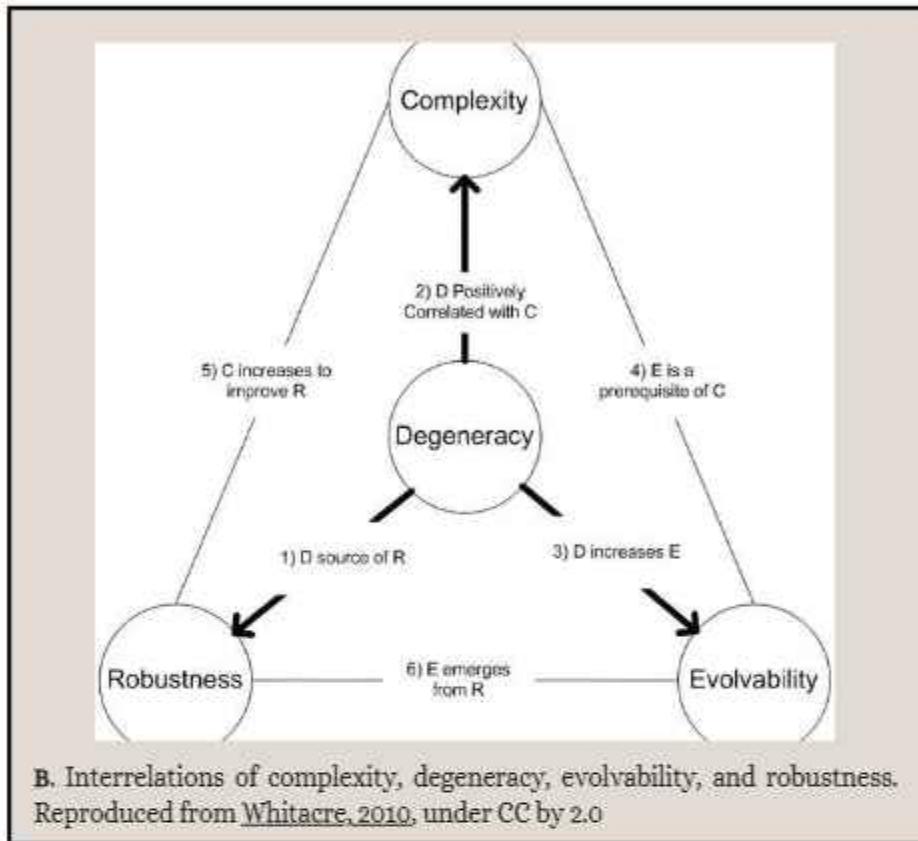 Complexity
2) D Positively
Correlated with C
5) C increases to
improve R
4) E is a
prerequisite of C
Degeneracy
1) D source of R
3) D increases E
Robustness
6) E emerges
from R
Evolvability
B. Interrelations of complexity, degeneracy, evolvability, and robustness.
Reproduced from Whitacre, 2010, under CC by 2.0